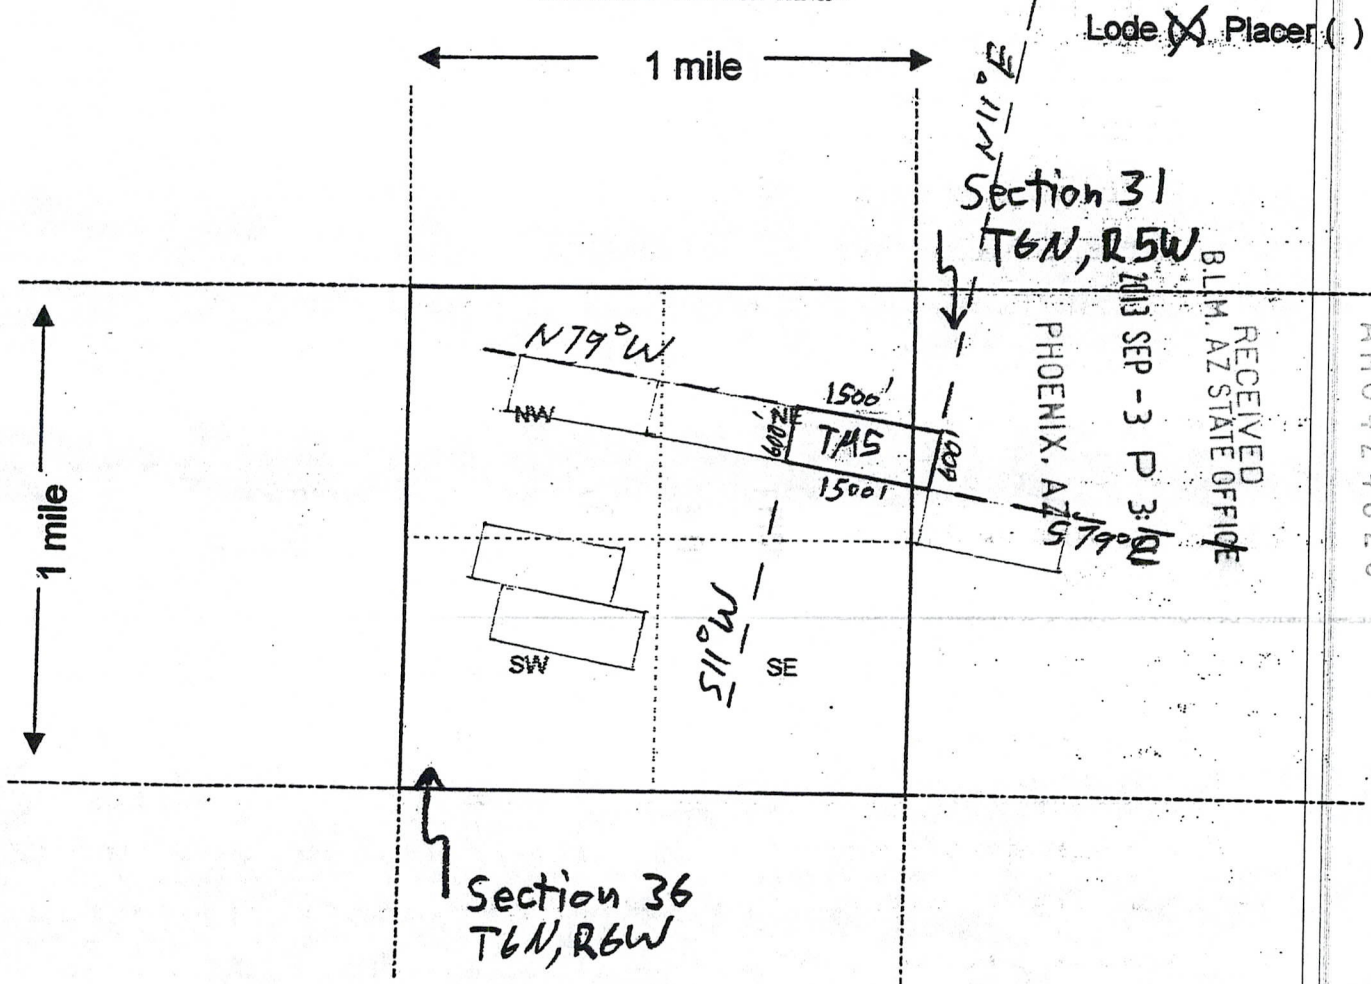 Lode (X) Placer ( )
1 mile
N11°E
Section 31
T6N, R5W
RECEIVED
B.L.M. AZ STATE OFFICE
2013 SEP -3 P 3:
PHOENIX, AZ
N79°W
1500'
NW
600'
NE
TM5
600'
1500'
S79°E
1 mile
S11°W
SW
SE
Section 36
T6N, R6W